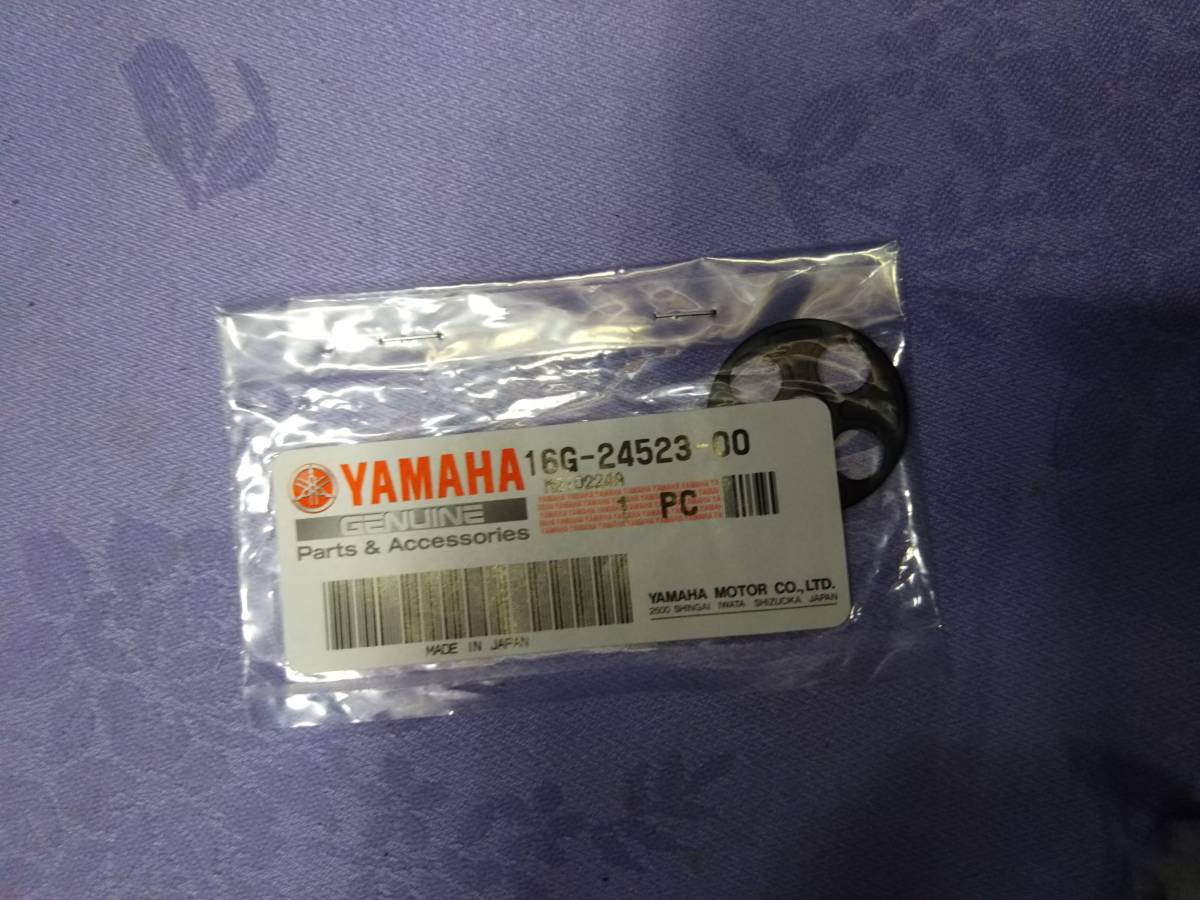 YAMAHA 16G-24523-00
GENUINE
1 PC
Parts & Accessories
YAMAHA MOTOR CO., LTD.
2500 SHINGAI IWATA SHIZUOKA JAPAN
MADE IN JAPAN